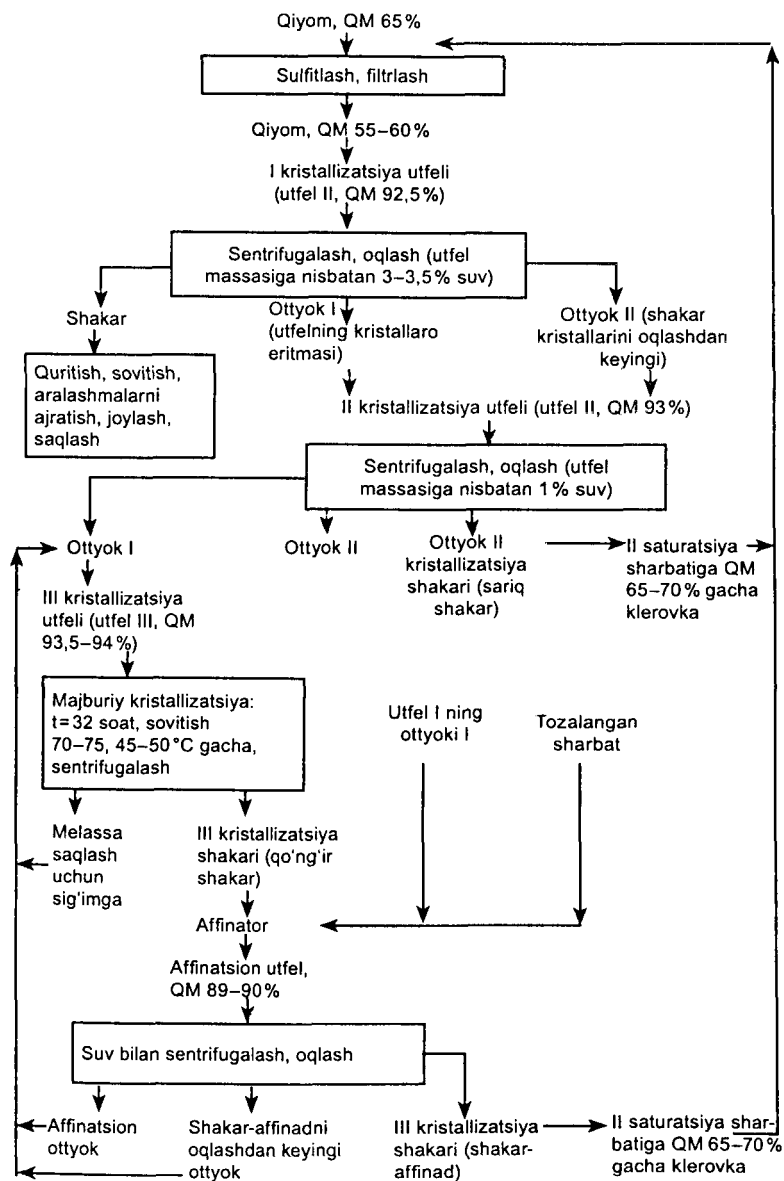 Qiyom, QM 65%
Sulfitlash, filtrlash
Qiyom, QM 55–60%
I kristallizatsiya utfeli
(utfel II, QM 92,5%)
Sentrifugalash, oqlash (utfel
massasiga nisbatan 3–3,5% suv)
Shakar
Quritish, sovitish,
aralashmalarni
ajratish, joylash,
saqlash
Ottyok I
(utfelning kristallaro
eritmasi)
Ottyok II (shakar
kristallarini oqlashdan
keyingi)
II kristallizatsiya utfeli (utfel II, QM 93%)
Sentrifugalash, oqlash (utfel
massasiga nisbatan 1% suv)
Ottyok I
Ottyok II
Ottyok II
kristallizatsiya
shakari (sariq
shakar)
II saturatsiya
sharbatiga QM
65–70% gacha
klerovka
III kristallizatsiya
utfeli (utfel III, QM
93,5–94%)
Majburiy kristallizatsiya:
t=32 soat, sovitish
70–75, 45–50°C gacha,
sentrifugalash
Utfel I ning
ottyoki I
Tozalangan
sharbat
Melassa
saqlash
uchun
sig'imga
III kristallizatsiya
shakari (qo'ng'ir
shakar)
Affinator
Affinatsion utfel,
QM 89–90%
Suv bilan sentrifugalash, oqlash
Affinatsion
ottyok
Shakar-affinadni
oqlashdan keyingi
ottyok
III kristallizatsiya
shakari (shakar-
affinad)
II saturatsiya shar-
batiga QM 65–70%
gacha klerovka